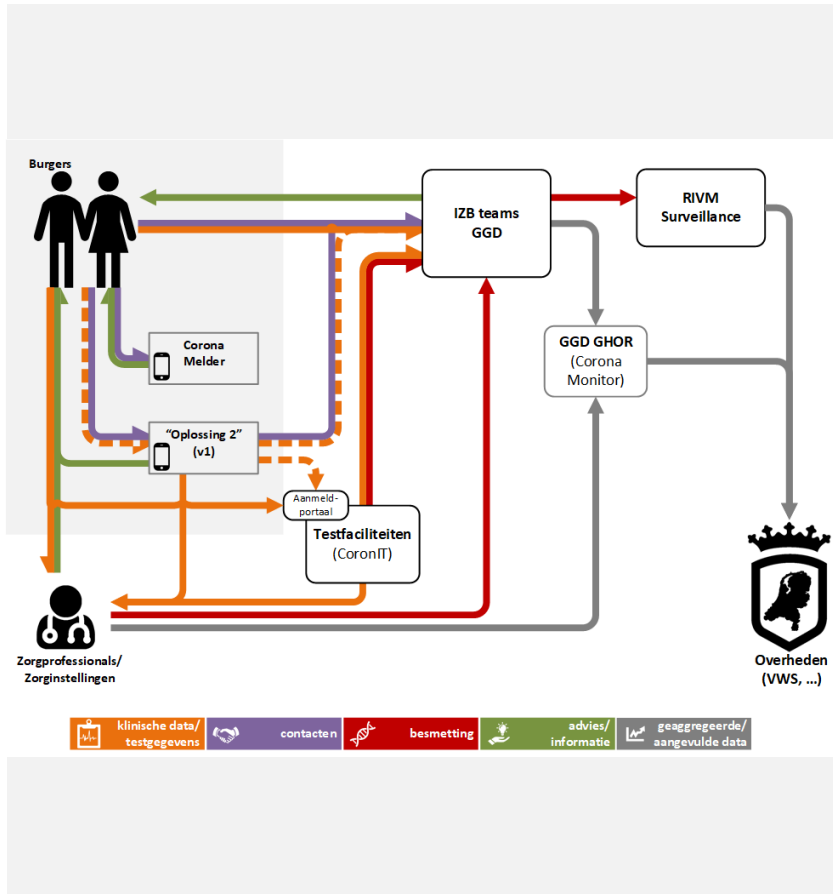 Burgers
IZB teams
GGD
RIVM
Surveillance
Corona
Melder
GGD GHOR
(Corona
Monitor)
“Oplossing 2”
(v1)
Aanmeld-
portaal
Testfaciliteiten
(CoronIT)
Zorgprofessionals/
Zorginstellingen
Overheden
(VWS, ...)
klinische data/
testgegevens
contacten
besmetting
advies/
informatie
geaggregeerde/
aangevulde data